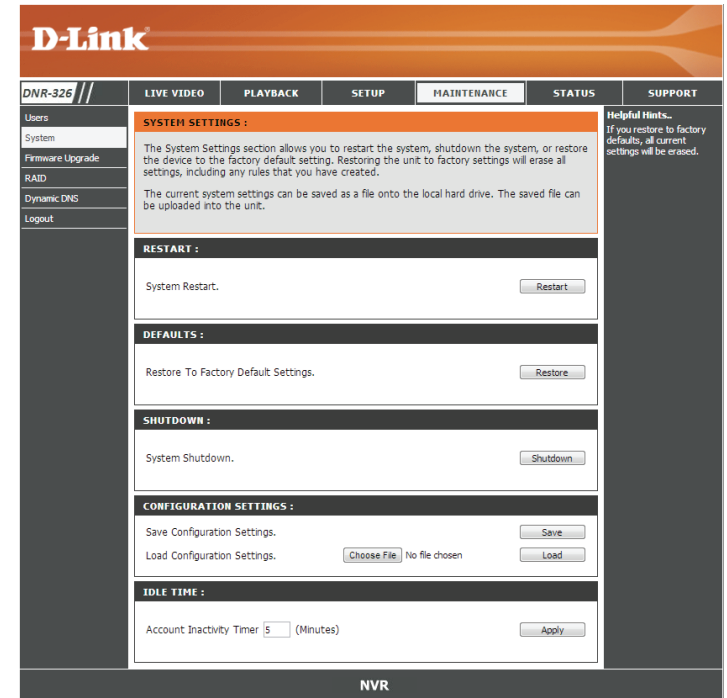 D-Link
DNR-326 // LIVE VIDEO PLAYBACK SETUP MAINTENANCE STATUS SUPPORT
Users
System
Firmware Upgrade
RAID
Dynamic DNS
Logout
SYSTEM SETTINGS :
The System Settings section allows you to restart the system, shutdown the system, or restore
the device to the factory default setting. Restoring the unit to factory settings will erase all
settings, including any rules that you have created.
The current system settings can be saved as a file onto the local hard drive. The saved file can
be uploaded into the unit.
RESTART :
System Restart. Restart
DEFAULTS :
Restore To Factory Default Settings. Restore
SHUTDOWN :
System Shutdown. Shutdown
CONFIGURATION SETTINGS :
Save Configuration Settings. Save
Load Configuration Settings. Choose File No file chosen Load
IDLE TIME :
Account Inactivity Timer 5 (Minutes) Apply
Helpful Hints..
If you restore to factory
defaults, all current
settings will be erased.
NVR